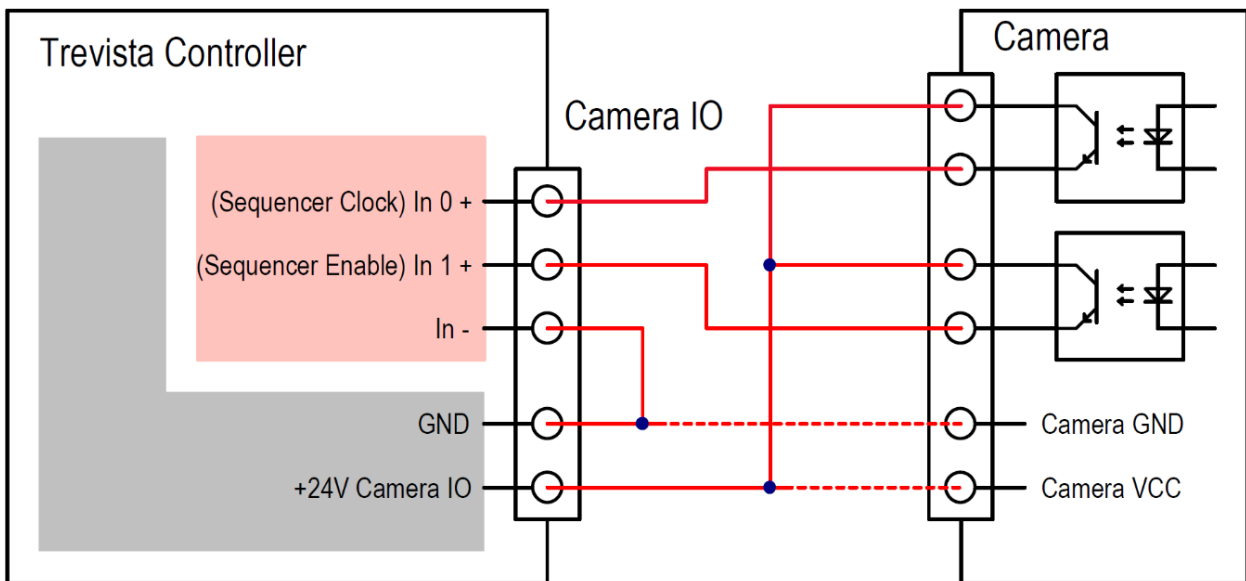 Trevista Controller
Camera
Camera IO
(Sequencer Clock) In 0 +
(Sequencer Enable) In 1 +
In -
GND
Camera GND
+24V Camera IO
Camera VCC